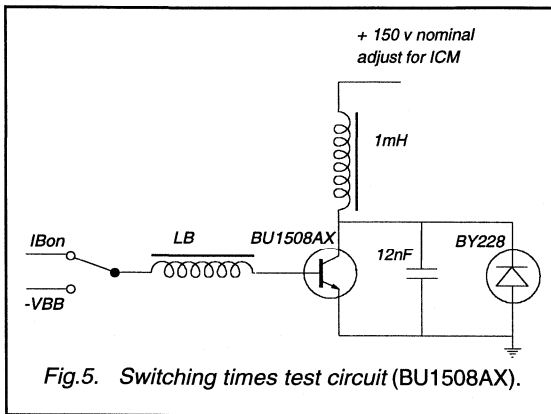 + 150 v nominal
adjust for ICM
1mH
IBon
LB
BU1508AX
12nF
BY228
-VBB
Fig.5. Switching times test circuit (BU1508AX).